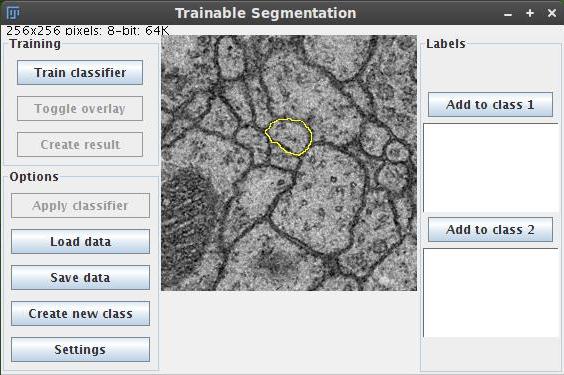 Trainable Segmentation
256x256 pixels; 8-bit; 64K
Training
Train classifier
Toggle overlay
Create result
Options
Apply classifier
Load data
Save data
Create new class
Settings
Labels
Add to class 1
Add to class 2